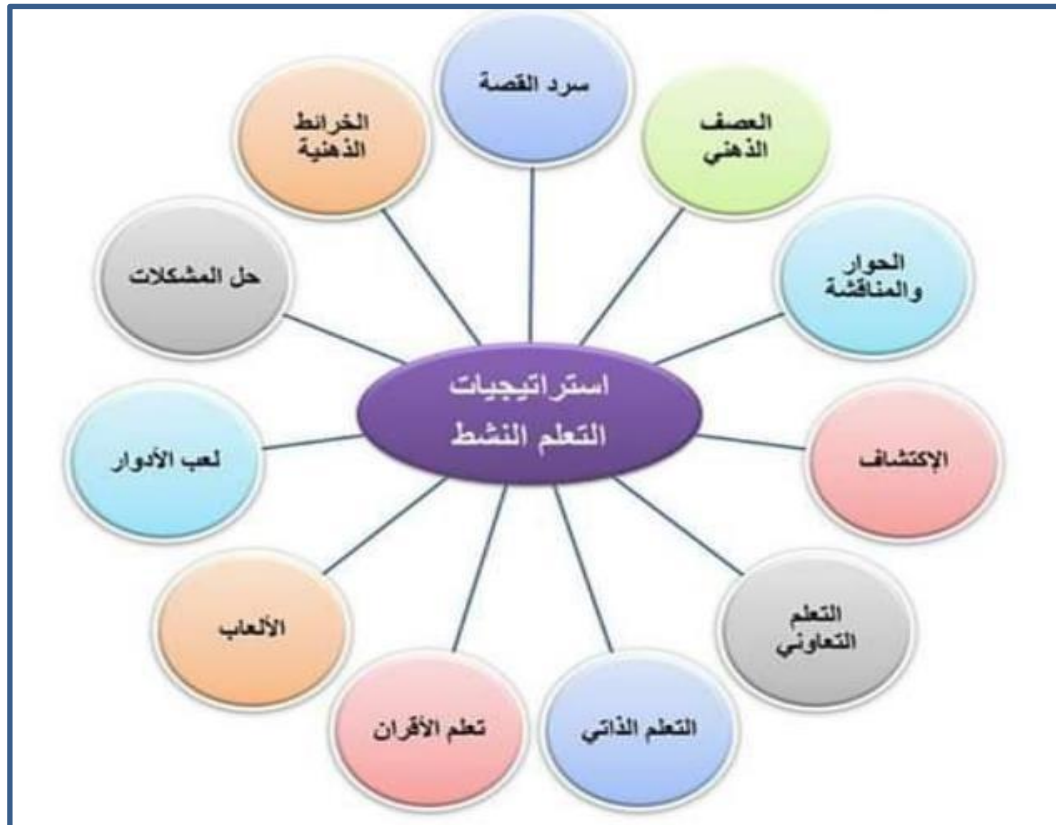 سرد القصة
العصف
الذهني
الحوار
والمناقشة
الإكتشاف
التعلم
التعاوني
التعلم الذاتي
تعلم الأقران
الألعاب
لعب الأدوار
حل المشكلات
الخرائط
الذهنية
استراتيجيات
التعلم النشط